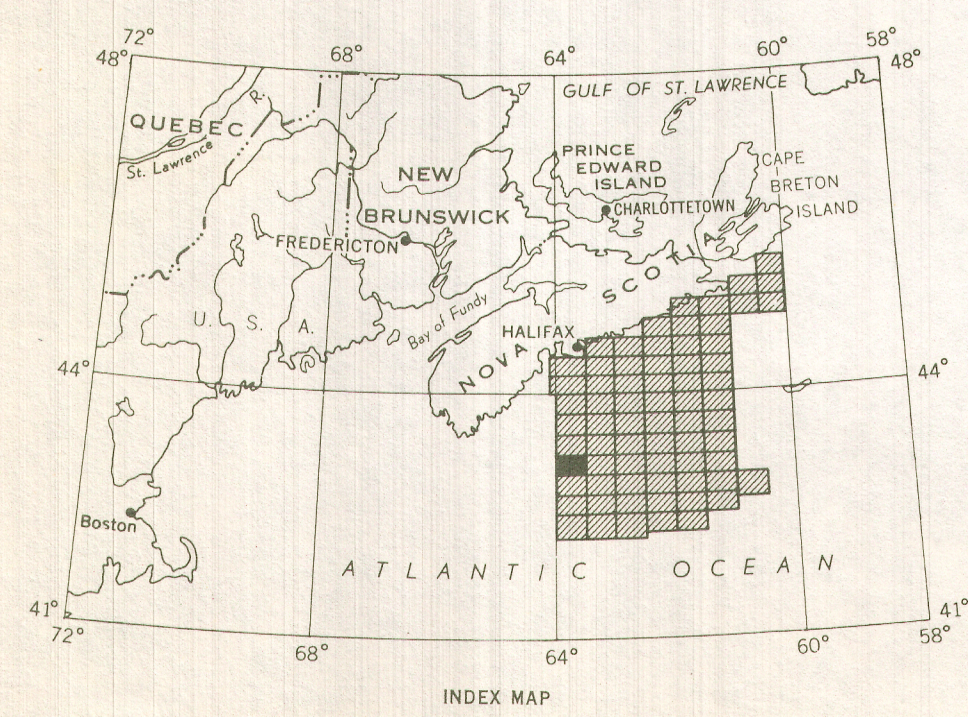 72°
68°
64°
60°
58°
48°
48°
GULF OF ST. LAWRENCE
R.
QUEBEC
St. Lawrence
PRINCE
EDWARD
ISLAND
CAPE
BRETON
ISLAND
NEW
BRUNSWICK
CHARLOTTETOWN
FREDERICTON
NOVA SCOTIA
U. S. A.
Bay of Fundy
HALIFAX
44°
44°
Boston
ATLANTIC OCEAN
41°
41°
72°
68°
64°
60°
58°
INDEX MAP